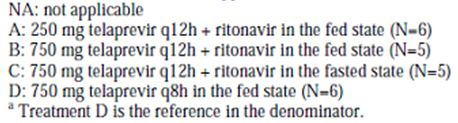 NA: not applicable
A: 250 mg telaprevir q12h + ritonavir in the fed state (N=6)
B: 750 mg telaprevir q12h + ritonavir in the fed state (N=5)
C: 750 mg telaprevir q12h + ritonavir in the fasted state (N=5)
D: 750 mg telaprevir q8h in the fed state (N=6)
ª Treatment D is the reference in the denominator.